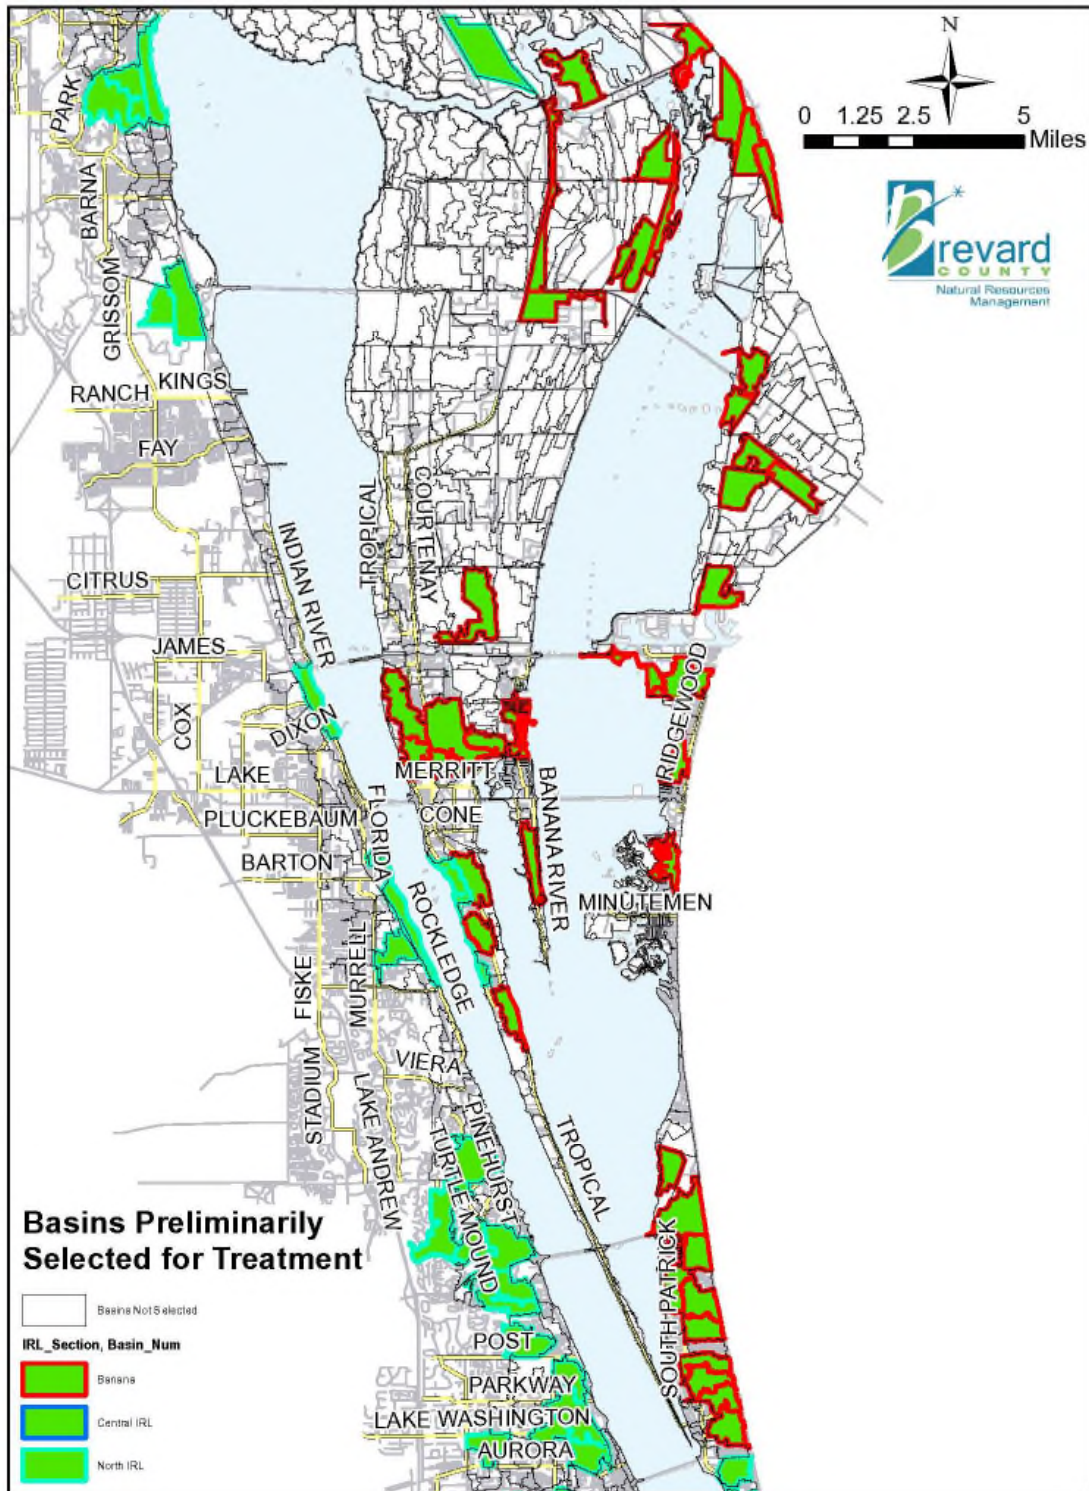 N
0 1.25 2.5 5
Miles
Brevard
COUNTY
Natural Resources
Management
PARK
BARNA
GRISSOM
KINGS
RANCH
FAY
TROPICAL
COURTENAY
INDIAN RIVER
CITRUS
JAMES
COX
DIXON
RIDGEWOOD
LAKE
MERRITT
BANANA RIVER
PLUCKEBAUM
FLORIDA
CONE
BARTON
ROCKLEDGE
MINUTEMEN
MURRELL
FISKE
VIERA
STADIUM
LAKE ANDREW
PINEHURST
TURTLE MOUND
TROPICAL
SOUTH PATRICK
POST
PARKWAY
LAKE WASHINGTON
AURORA
Basins Preliminarily
Selected for Treatment
Basins Not Selected
IRL_Section, Basin_Num
Banana
Central IRL
North IRL